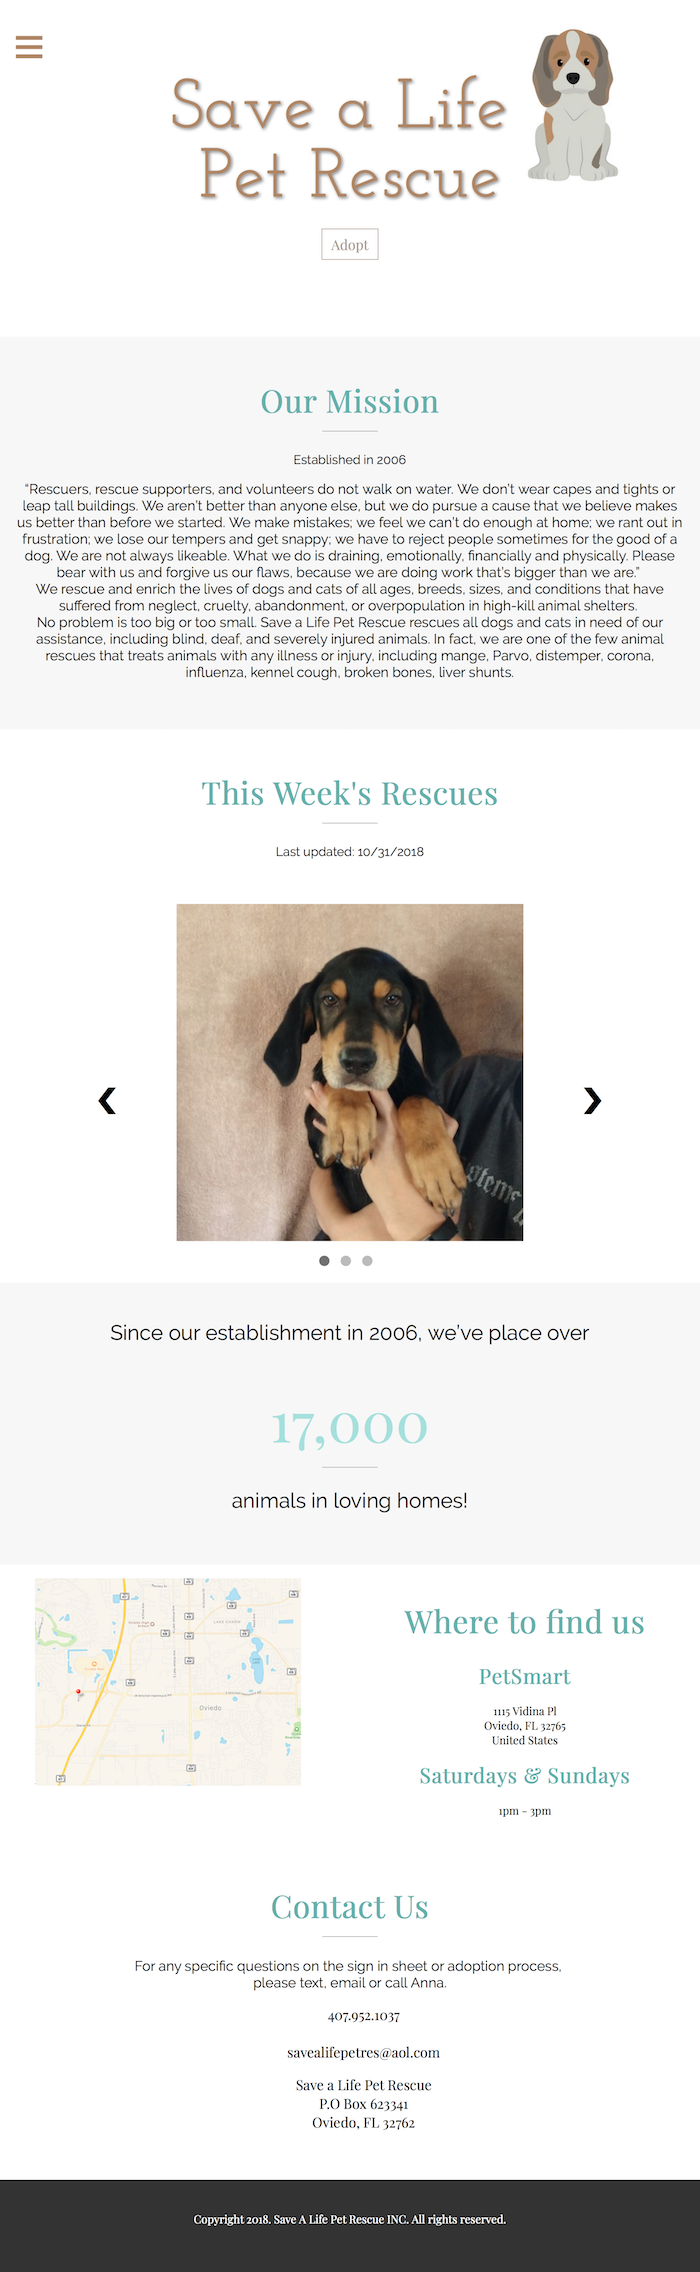 Save a Life
Pet Rescue
Adopt
Our Mission
Established in 2006
“Rescuers, rescue supporters, and volunteers do not walk on water. We don't wear capes and tights or
leap tall buildings. We aren't better than anyone else, but we do pursue a cause that we believe makes
us better than before we started. We make mistakes; we feel we can't do enough at home; we rant out in
frustration; we lose our tempers and get snappy; we have to reject people sometimes for the good of a
dog. We are not always likeable. What we do is draining, emotionally, financially and physically. Please
bear with us and forgive us our flaws, because we are doing work that's bigger than we are.”
We rescue and enrich the lives of dogs and cats of all ages, breeds, sizes, and conditions that have
suffered from neglect, cruelty, abandonment, or overpopulation in high-kill animal shelters.
No problem is too big or too small. Save a Life Pet Rescue rescues all dogs and cats in need of our
assistance, including blind, deaf, and severely injured animals. In fact, we are one of the few animal
rescues that treats animals with any illness or injury, including mange, Parvo, distemper, corona,
influenza, kennel cough, broken bones, liver shunts.
This Week's Rescues
Last updated: 10/31/2018
Since our establishment in 2006, we've place over
17,000
animals in loving homes!
Oviedo
Where to find us
PetSmart
1115 Vidina Pl
Oviedo, FL 32765
United States
Saturdays & Sundays
1pm - 3pm
Contact Us
For any specific questions on the sign in sheet or adoption process,
please text, email or call Anna.
407.952.1037
savealifepetres@aol.com
Save a Life Pet Rescue
P.O Box 623341
Oviedo, FL 32762
Copyright 2018. Save A Life Pet Rescue INC. All rights reserved.